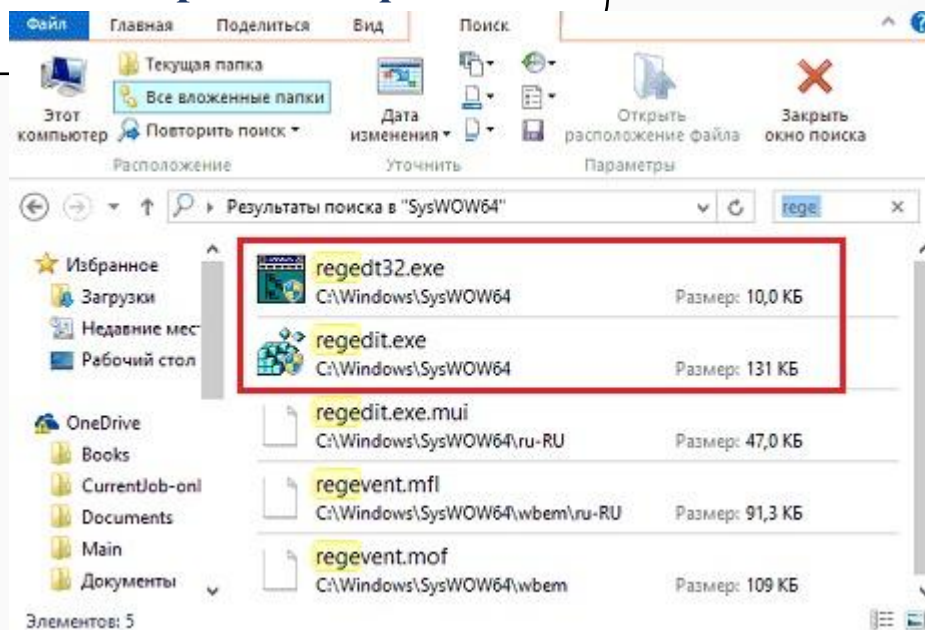 Файл Главная Поделиться Вид Поиск
Текущая папка
Все вложенные папки
Повторить поиск
Этот компьютер
Расположение
Дата изменения
Уточнить
Открыть расположение файла
Закрыть окно поиска
Параметры
Результаты поиска в "SysWOW64"
rege
Избранное
Загрузки
Недавние мес
Рабочий стол
OneDrive
Books
CurrentJob-onl
Documents
Main
Документы
regedt32.exe
C:\Windows\SysWOW64 Размер: 10,0 КБ
regedit.exe
C:\Windows\SysWOW64 Размер: 131 КБ
regedit.exe.mui
C:\Windows\SysWOW64\ru-RU Размер: 47,0 КБ
regevent.mfl
C:\Windows\SysWOW64\wbem\ru-RU Размер: 91,3 КБ
regevent.mof
C:\Windows\SysWOW64\wbem Размер: 109 КБ
Элементов: 5